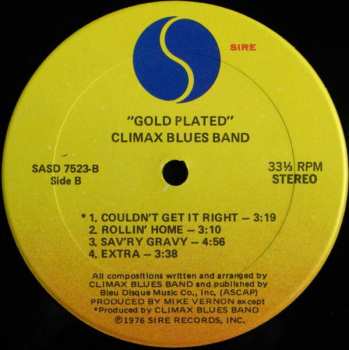 SIRE
"GOLD PLATED"
CLIMAX BLUES BAND
SASD 7523-B
Side B
33⅓ RPM
STEREO
*1. COULDN'T GET IT RIGHT – 3:19
2. ROLLIN' HOME – 3:10
3. SAV'RY GRAVY – 4:56
4. EXTRA – 3:38
All compositions written and arranged by
CLIMAX BLUES BAND and published by
Bleu Disque Music Co., Inc. (ASCAP)
PRODUCED BY MIKE VERNON except
*Produced by CLIMAX BLUES BAND
©1976 SIRE RECORDS, INC.